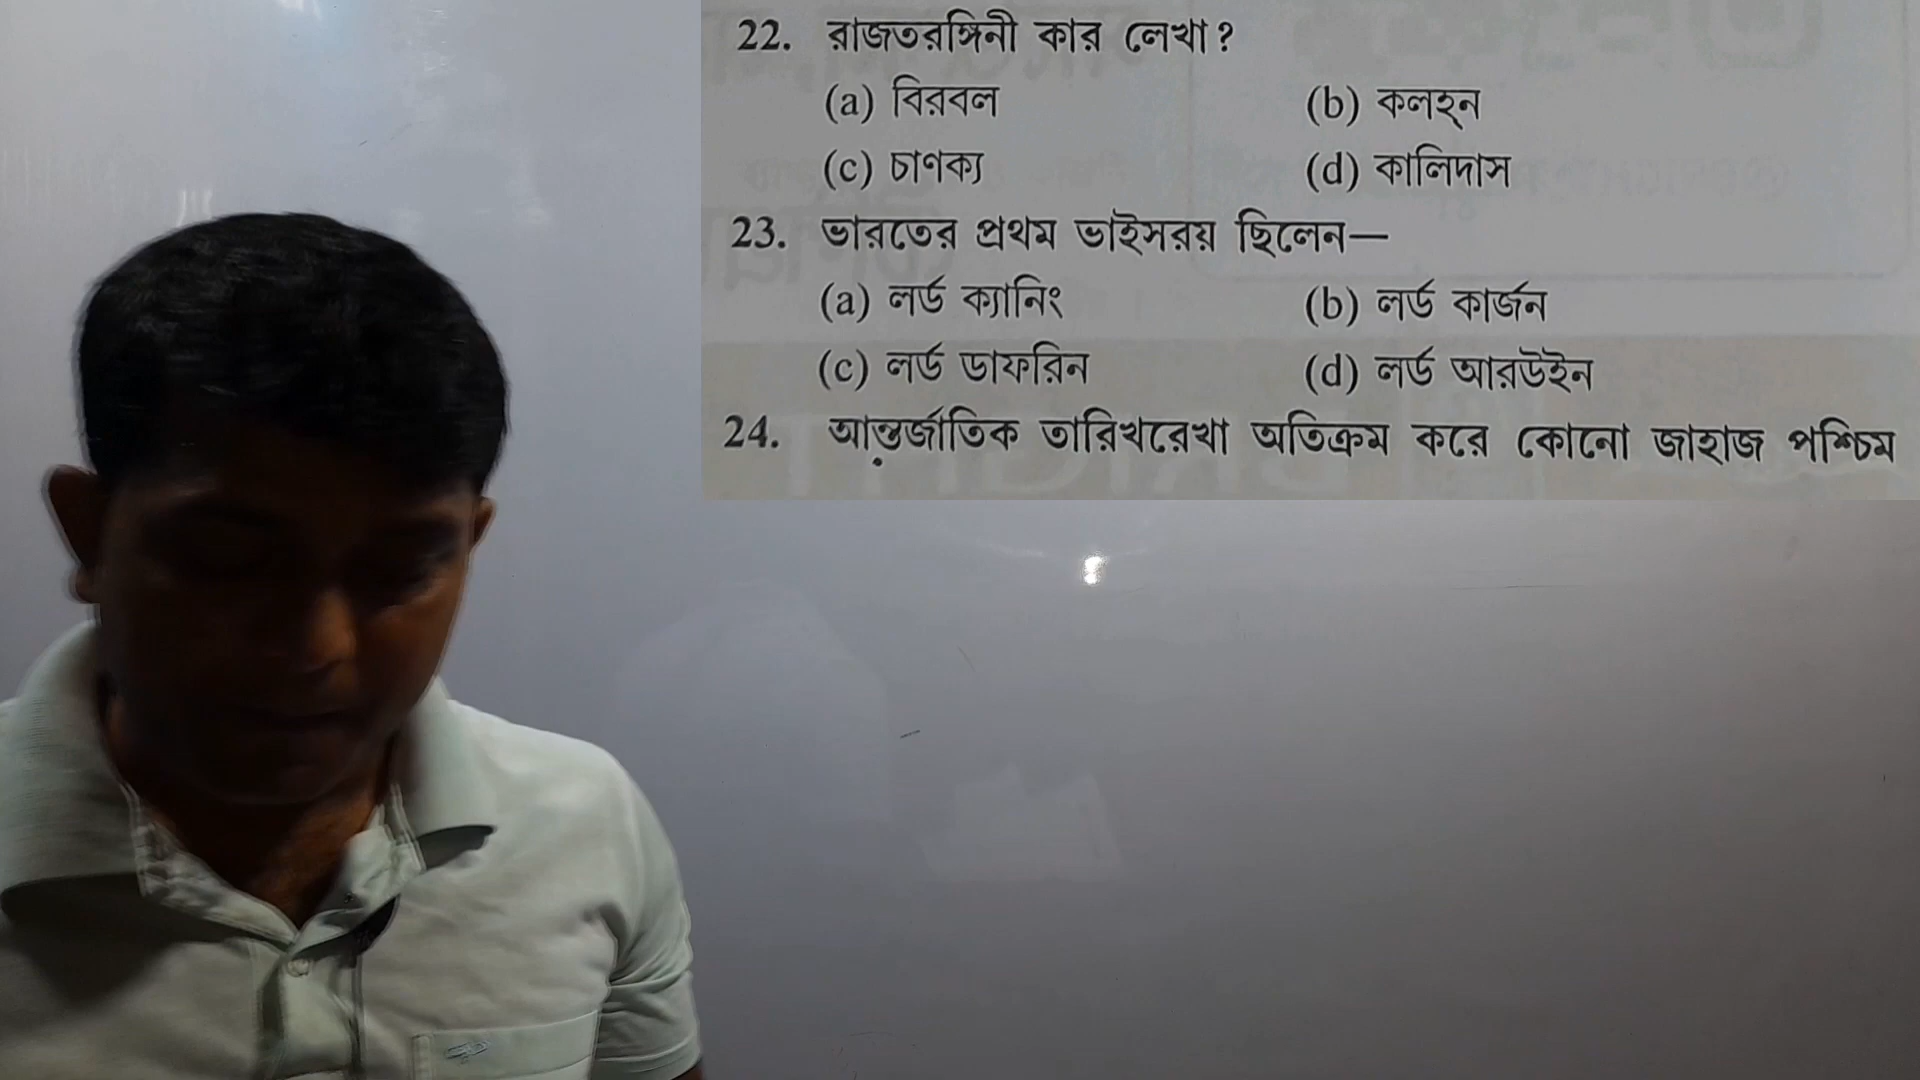 22. রাজতরঙ্গিনী কার লেখা?
(a) বিরবল (b) কলহ্ন
(c) চাণক্য (d) কালিদাস
23. ভারতের প্রথম ভাইসরয় ছিলেন—
(a) লর্ড ক্যানিং (b) লর্ড কার্জন
(c) লর্ড ডাফরিন (d) লর্ড আরউইন
24. আন্তর্জাতিক তারিখরেখা অতিক্রম করে কোনো জাহাজ পশ্চিম